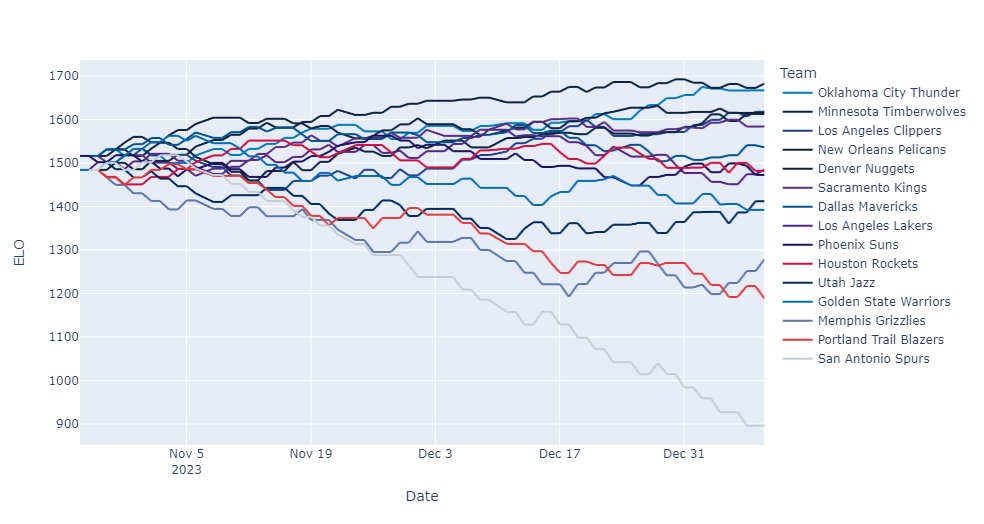 1700
1600
1500
1400
1300
1200
1100
1000
900
ELO
Nov 5
2023
Nov 19
Dec 3
Dec 17
Dec 31
Date
Team
Oklahoma City Thunder
Minnesota Timberwolves
Los Angeles Clippers
New Orleans Pelicans
Denver Nuggets
Sacramento Kings
Dallas Mavericks
Los Angeles Lakers
Phoenix Suns
Houston Rockets
Utah Jazz
Golden State Warriors
Memphis Grizzlies
Portland Trail Blazers
San Antonio Spurs